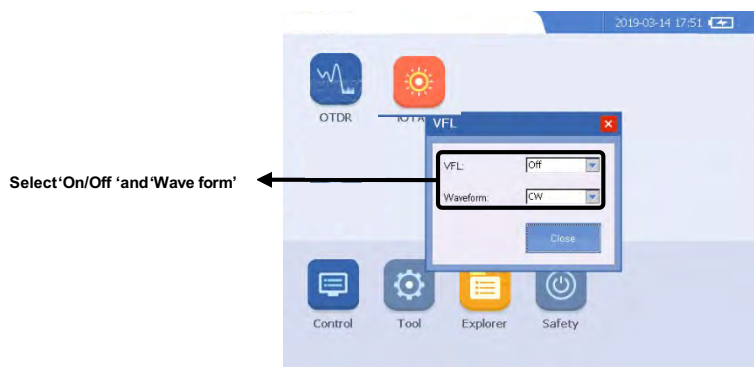 2019-03-14 17:51
OTDR
VFL
VFL:
Off
Select‘On/Off ‘and‘Wave form’
Waveform:
CW
Close
Control
Tool
Explorer
Safety